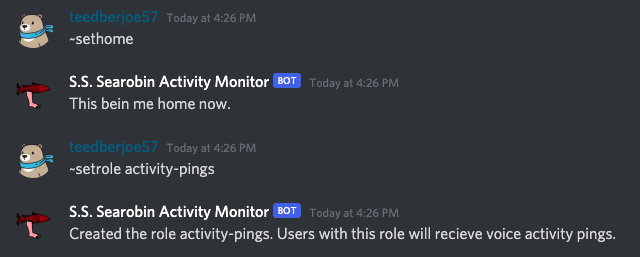 teedberjoe57 Today at 4:26 PM
~sethome
S.S. Searobin Activity Monitor BOT Today at 4:26 PM
This bein me home now.
teedberjoe57 Today at 4:26 PM
~setrole activity-pings
S.S. Searobin Activity Monitor BOT Today at 4:26 PM
Created the role activity-pings. Users with this role will recieve voice activity pings.